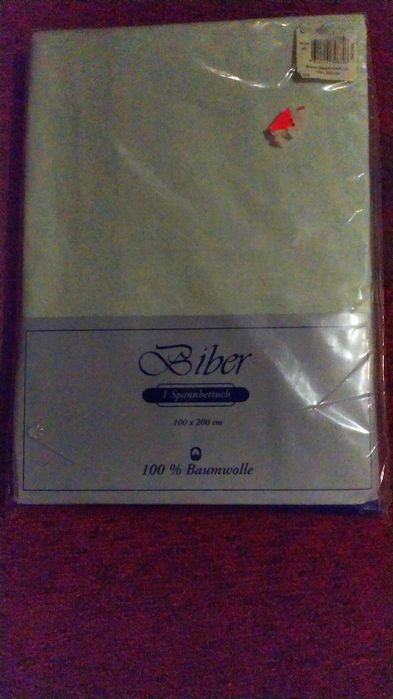 Biber
1 Spannbettuch
100 x 200 cm
100 % Baumwolle